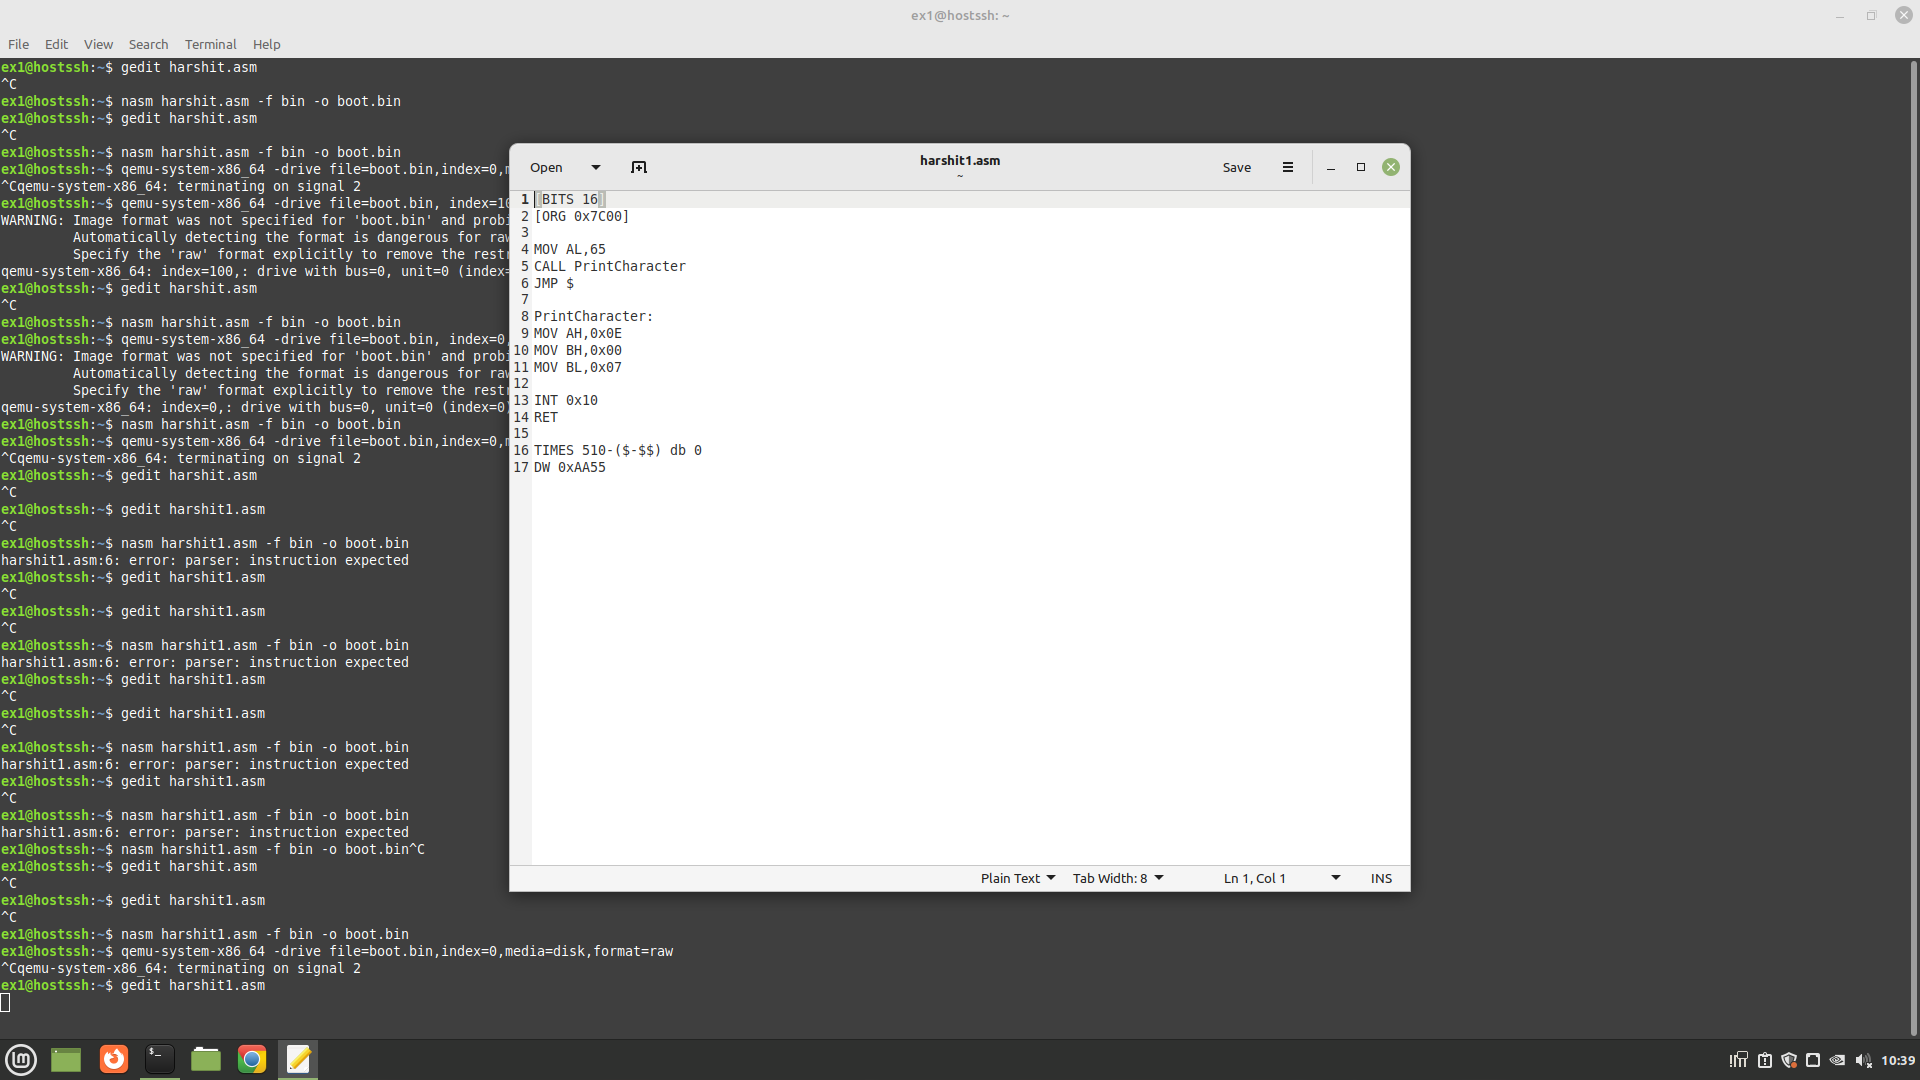 ex1@hostssh: ~
File Edit View Search Terminal Help
ex1@hostssh:~$ gedit harshit.asm
^C
ex1@hostssh:~$ nasm harshit.asm -f bin -o boot.bin
ex1@hostssh:~$ gedit harshit.asm
^C
ex1@hostssh:~$ nasm harshit.asm -f bin -o boot.bin
ex1@hostssh:~$ qemu-system-x86_64 -drive file=boot.bin,index=0,
^Cqemu-system-x86_64: terminating on signal 2
ex1@hostssh:~$ qemu-system-x86_64 -drive file=boot.bin, index=10
WARNING: Image format was not specified for 'boot.bin' and probi
Automatically detecting the format is dangerous for raw
Specify the 'raw' format explicitly to remove the restr
qemu-system-x86_64: index=100,: drive with bus=0, unit=0 (index=
ex1@hostssh:~$ gedit harshit.asm
^C
ex1@hostssh:~$ nasm harshit.asm -f bin -o boot.bin
ex1@hostssh:~$ qemu-system-x86_64 -drive file=boot.bin, index=0,
WARNING: Image format was not specified for 'boot.bin' and probi
Automatically detecting the format is dangerous for raw
Specify the 'raw' format explicitly to remove the restr
qemu-system-x86_64: index=0,: drive with bus=0, unit=0 (index=0)
ex1@hostssh:~$ nasm harshit.asm -f bin -o boot.bin
ex1@hostssh:~$ qemu-system-x86_64 -drive file=boot.bin,index=0,
^Cqemu-system-x86_64: terminating on signal 2
ex1@hostssh:~$ gedit harshit.asm
^C
ex1@hostssh:~$ gedit harshit1.asm
^C
ex1@hostssh:~$ nasm harshit1.asm -f bin -o boot.bin
harshit1.asm:6: error: parser: instruction expected
ex1@hostssh:~$ gedit harshit1.asm
^C
ex1@hostssh:~$ gedit harshit1.asm
^C
ex1@hostssh:~$ nasm harshit1.asm -f bin -o boot.bin
harshit1.asm:6: error: parser: instruction expected
ex1@hostssh:~$ gedit harshit1.asm
^C
ex1@hostssh:~$ gedit harshit1.asm
^C
ex1@hostssh:~$ nasm harshit1.asm -f bin -o boot.bin
harshit1.asm:6: error: parser: instruction expected
ex1@hostssh:~$ gedit harshit1.asm
^C
ex1@hostssh:~$ nasm harshit1.asm -f bin -o boot.bin
harshit1.asm:6: error: parser: instruction expected
ex1@hostssh:~$ nasm harshit1.asm -f bin -o boot.bin^C
ex1@hostssh:~$ gedit harshit.asm
^C
ex1@hostssh:~$ gedit harshit1.asm
^C
ex1@hostssh:~$ nasm harshit1.asm -f bin -o boot.bin
ex1@hostssh:~$ qemu-system-x86_64 -drive file=boot.bin,index=0,media=disk,format=raw
^Cqemu-system-x86_64: terminating on signal 2
ex1@hostssh:~$ gedit harshit1.asm
Open harshit1.asm Save
~
1 [BITS 16]
2 [ORG 0x7C00]
3
4 MOV AL,65
5 CALL PrintCharacter
6 JMP $
7
8 PrintCharacter:
9 MOV AH,0x0E
10 MOV BH,0x00
11 MOV BL,0x07
12
13 INT 0x10
14 RET
15
16 TIMES 510-($-$$) db 0
17 DW 0xAA55
Plain Text Tab Width: 8 Ln 1, Col 1 INS
10:39